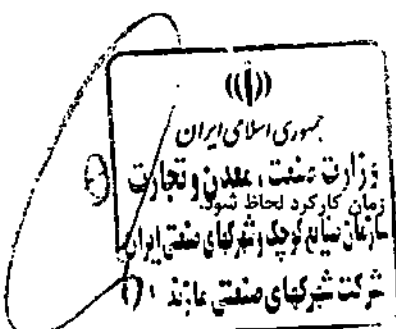 جمهوری اسلامی ایران
وزارت صنعت، معدن و تجارت
زمان کارکرد لحاظ شود.
سازمان صنایع کوچک و شهرکهای صنعتی ایران
شرکت شهرکهای صنعتی